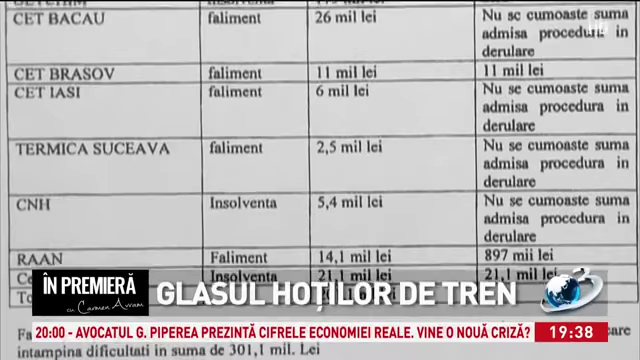 CET BACAU faliment 26 mil lei Nu se cumoaste suma
admisa procedura in
derulare
CET BRASOV faliment 11 mil lei 11 mil lei
CET IASI faliment 6 mil lei Nu se cumoaste suma
admisa procedura in
derulare
TERMICA SUCEAVA faliment 2,5 mil lei Nu se cumoaste suma
admisa procedura in
derulare
CNH Insolventa 5,4 mil lei Nu se cumoaste suma
admisa procedura in
derulare
RAAN Faliment 14,1 mil lei 897 mii lei
Insolventa 21,1 mil lei 21,1 mil lei
ÎN PREMIERĂ
cu Carmen Avram
GLASUL HOȚILOR DE TREN
20:00 - AVOCATUL G. PIPEREA PREZINTĂ CIFRELE ECONOMIEI REALE. VINE O NOUĂ CRIZĂ? 19:38
intampina dificultati in suma de 301,1 mil. Lei